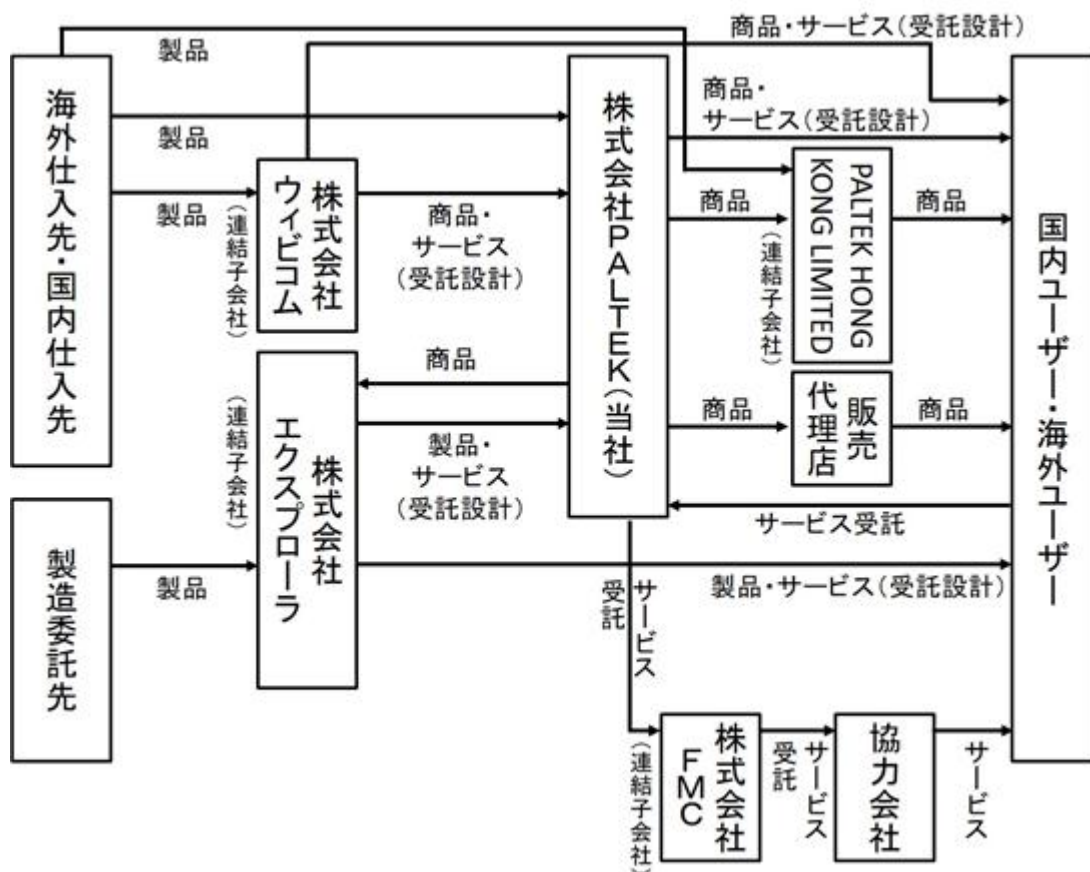 製品
商品・サービス(受託設計)
海外仕入先・国内仕入先
製品
製品
株式会社
ウィビコム
(連結子会社)
商品・
サービス
(受託設計)
株式会社PALTEK(当社)
商品・
サービス(受託設計)
商品
PALTEK HONG
KONG LIMITED
(連結子会社)
商品
国内ユーザー・海外ユーザー
商品
株式会社
エクスプローラ
(連結子会社)
製品・
サービス
(受託設計)
商品
販売
代理店
商品
サービス受託
製造委託先
製品
製品・サービス(受託設計)
サービス
受託
株式会社
FMC
(連結子会社)
サービス
受託
協力会社
サービス